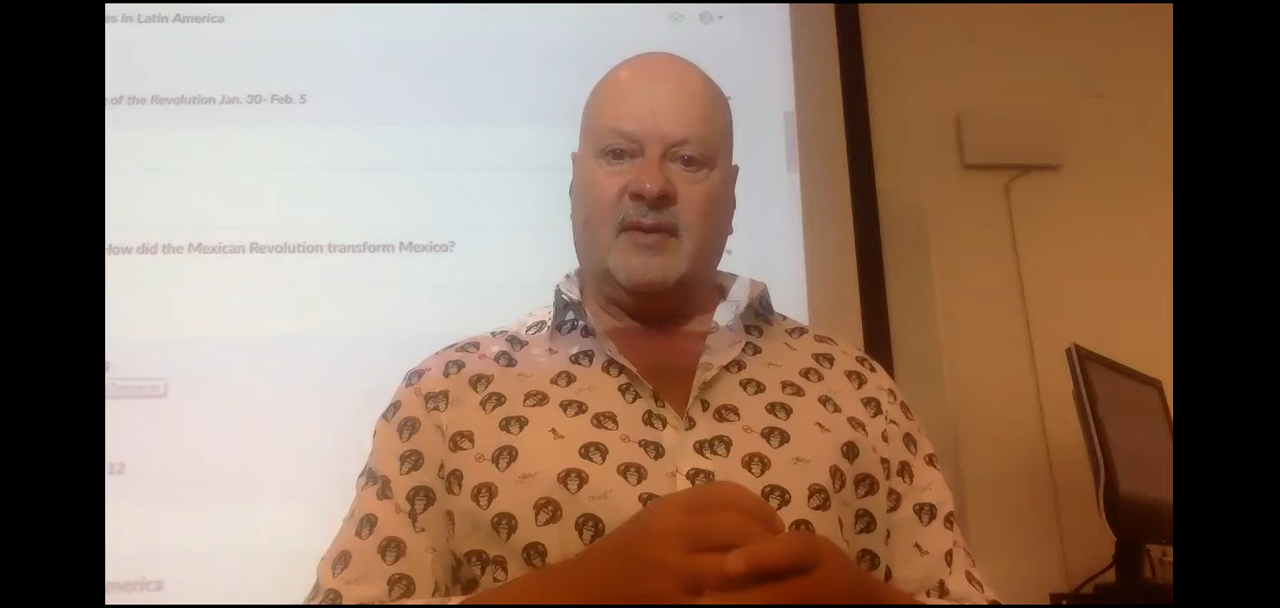 es in Latin America
of the Revolution Jan. 30- Feb. 5
How did the Mexican Revolution transform Mexico?
12
merica